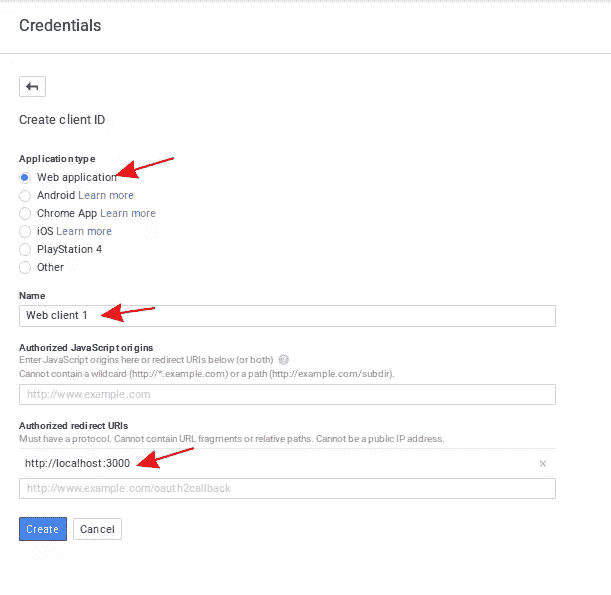 Credentials
Create client ID
Application type
Web application
Android Learn more
Chrome App Learn more
iOS Learn more
PlayStation 4
Other
Name
Web client 1
Authorized JavaScript origins
Enter JavaScript origins here or redirect URIs below (or both) ?
Cannot contain a wildcard (http://*.example.com) or a path (http://example.com/subdir).
http://www.example.com
Authorized redirect URIs
Must have a protocol. Cannot contain URL fragments or relative paths. Cannot be a public IP address.
http://localhost:3000 ×
http://www.example.com/oauth2callback
Create Cancel